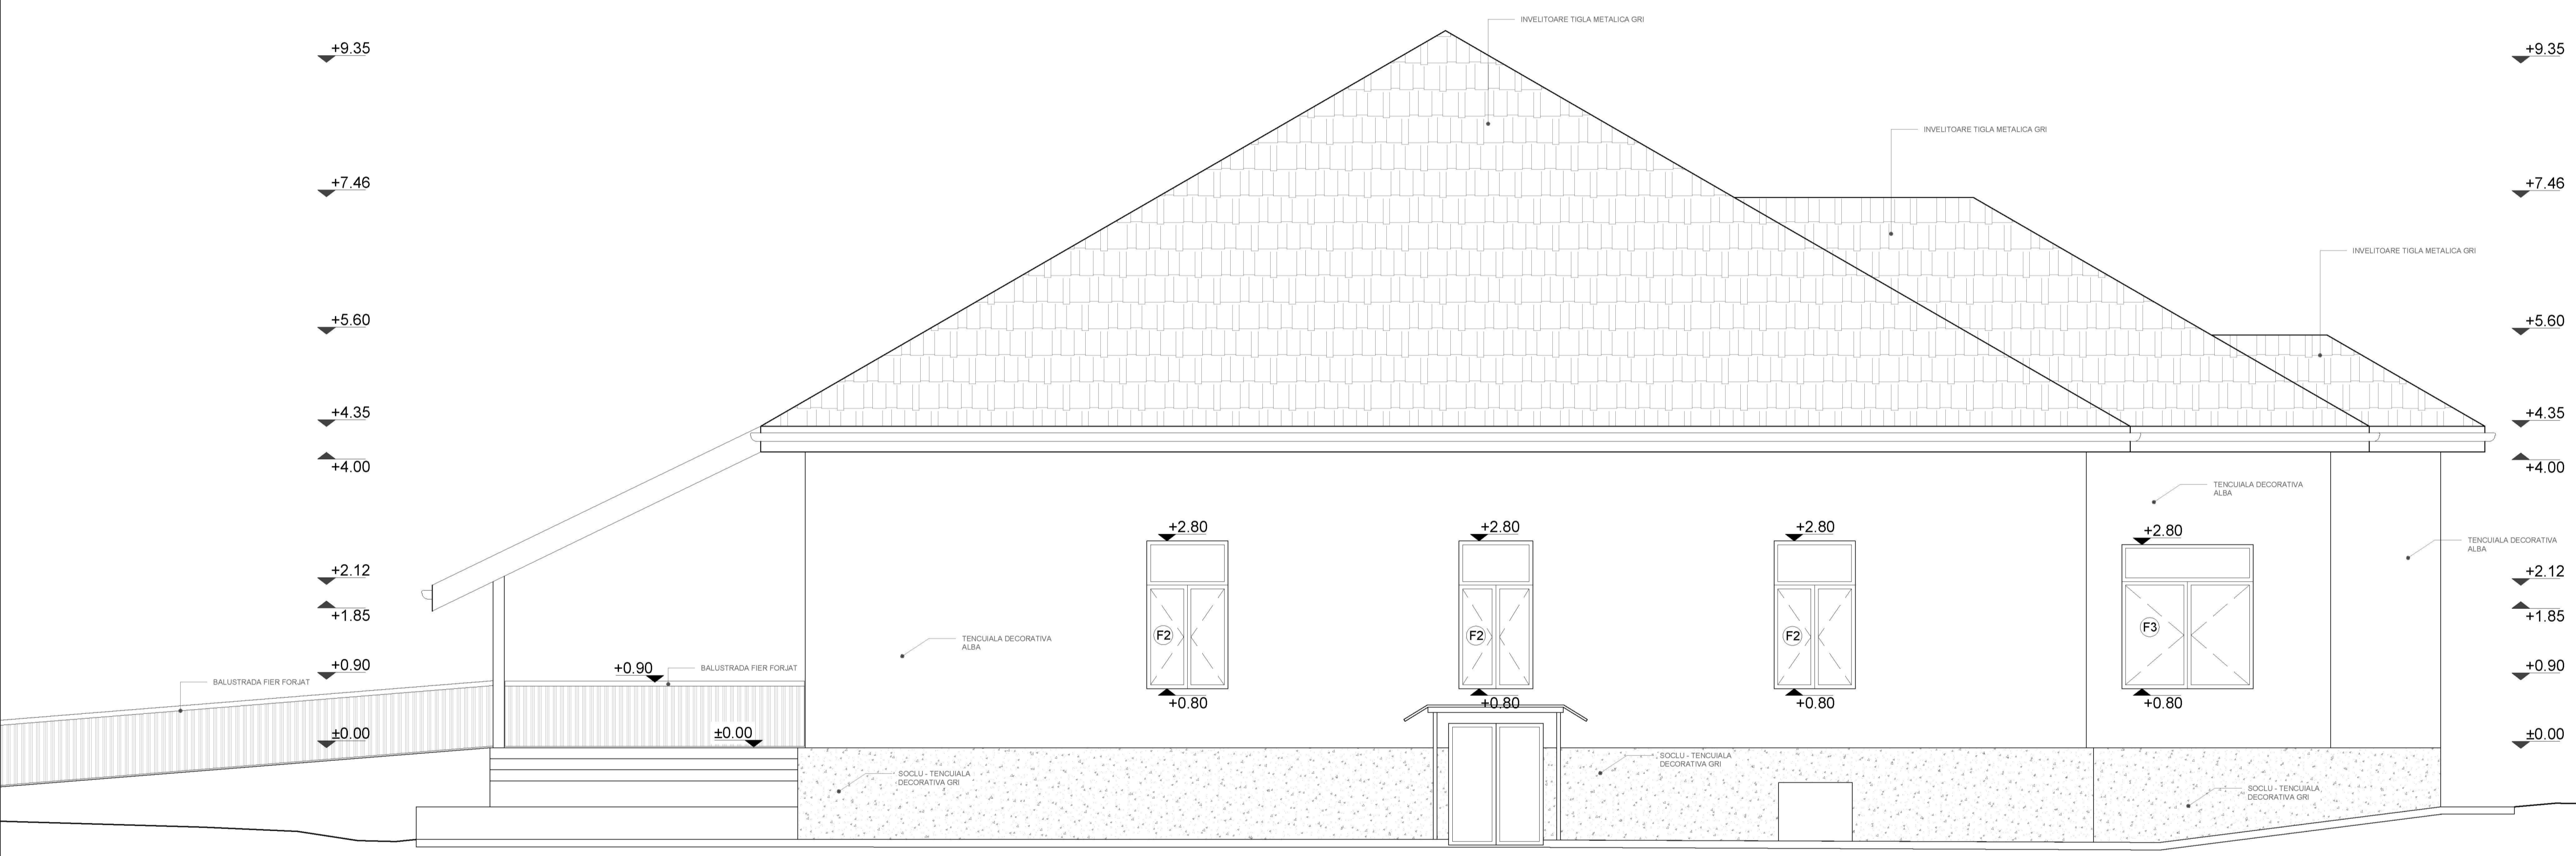 INVELITOARE TIGLA METALICA GRI
+9.35
+9.35
INVELITOARE TIGLA METALICA GRI
+7.46
+7.46
INVELITOARE TIGLA METALICA GRI
+5.60
+5.60
+4.35
+4.35
+4.00
+4.00
TENCUIALA DECORATIVA
ALBA
+2.80
+2.80
+2.80
+2.80
TENCUIALA DECORATIVA
ALBA
+2.12
+2.12
+1.85
+1.85
F2
F2
F2
F3
TENCUIALA DECORATIVA
ALBA
+0.90
+0.90
BALUSTRADA FIER FORJAT
+0.90
BALUSTRADA FIER FORJAT
+0.80
+0.80
+0.80
+0.80
±0.00
±0.00
±0.00
SOCLU - TENCUIALA
DECORATIVA GRI
SOCLU - TENCUIALA
DECORATIVA GRI
SOCLU - TENCUIALA
DECORATIVA GRI